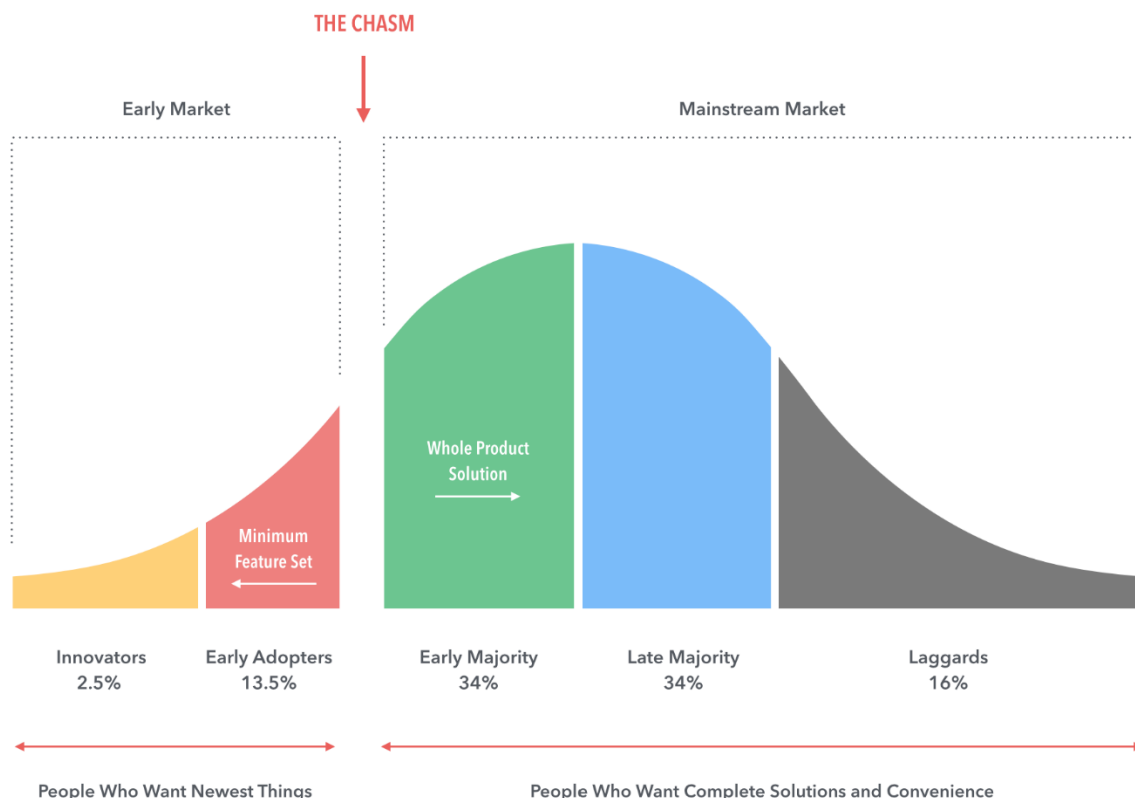 THE CHASM
Early Market
Mainstream Market
Whole Product
Solution
Minimum
Feature Set
Innovators
2.5%
Early Adopters
13.5%
Early Majority
34%
Late Majority
34%
Laggards
16%
People Who Want Newest Things
People Who Want Complete Solutions and Convenience